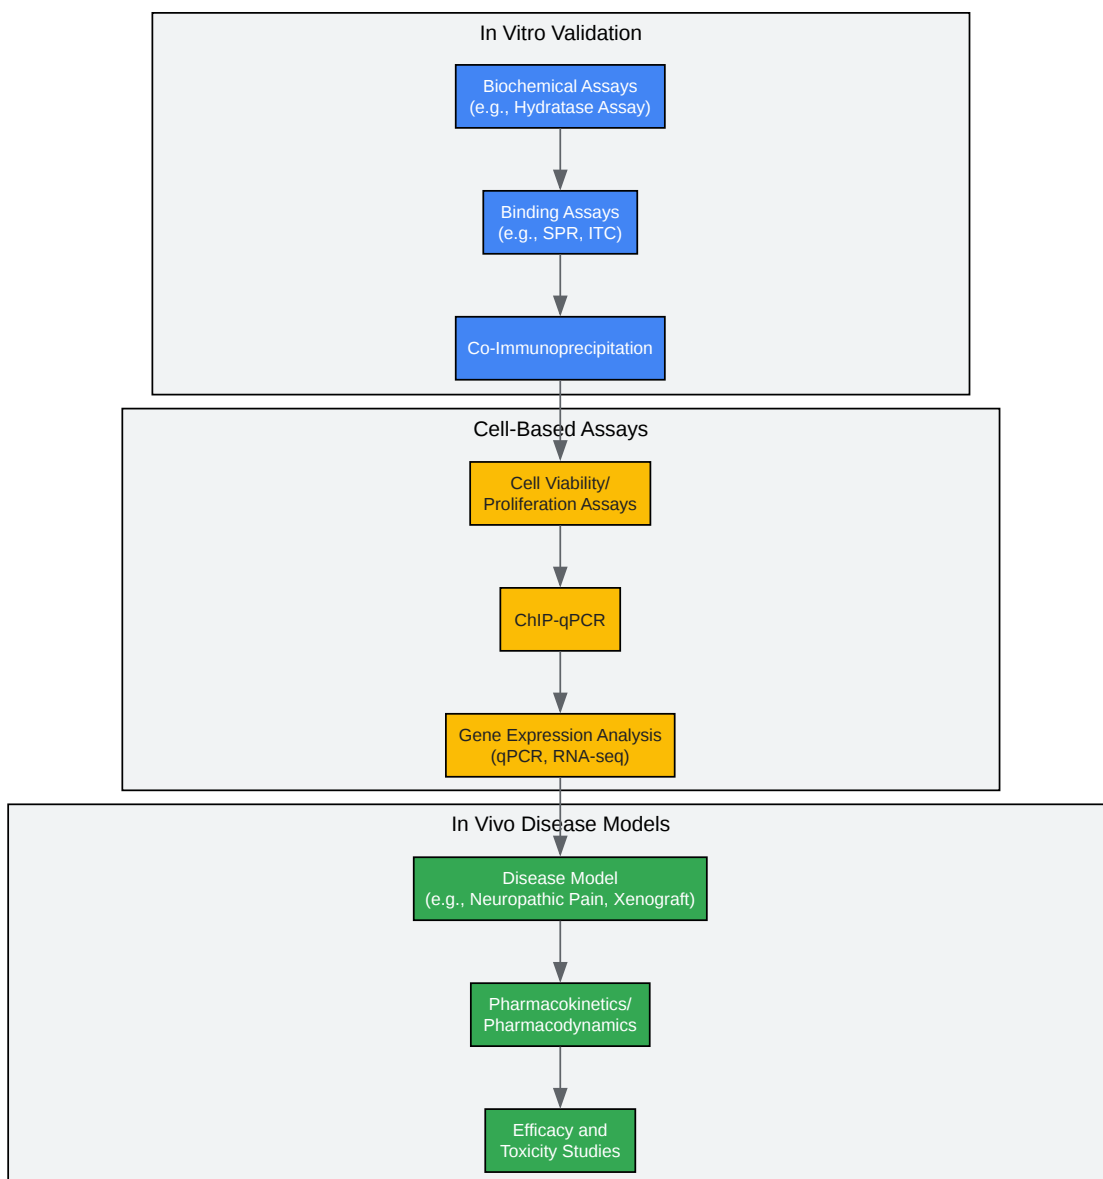 In Vitro Validation
Biochemical Assays
(e.g., Hydratase Assay)
Binding Assays
(e.g., SPR, ITC)
Co-Immunoprecipitation
Cell-Based Assays
Cell Viability/
Proliferation Assays
ChIP-qPCR
Gene Expression Analysis
(qPCR, RNA-seq)
In Vivo Disease Models
Disease Model
(e.g., Neuropathic Pain, Xenograft)
Pharmacokinetics/
Pharmacodynamics
Efficacy and
Toxicity Studies